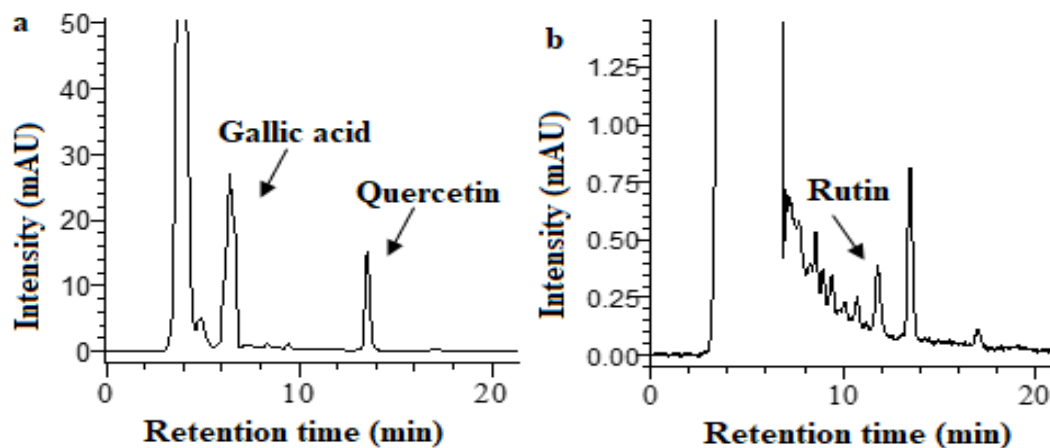 a
50
40
30
20
10
0
Intensity (mAU)
Gallic acid
Quercetin
0 10 20
Retention time (min)
b
1.25
1.00
0.75
0.50
0.25
0.00
Intensity (mAU)
Rutin
0 10 20
Retention time (min)